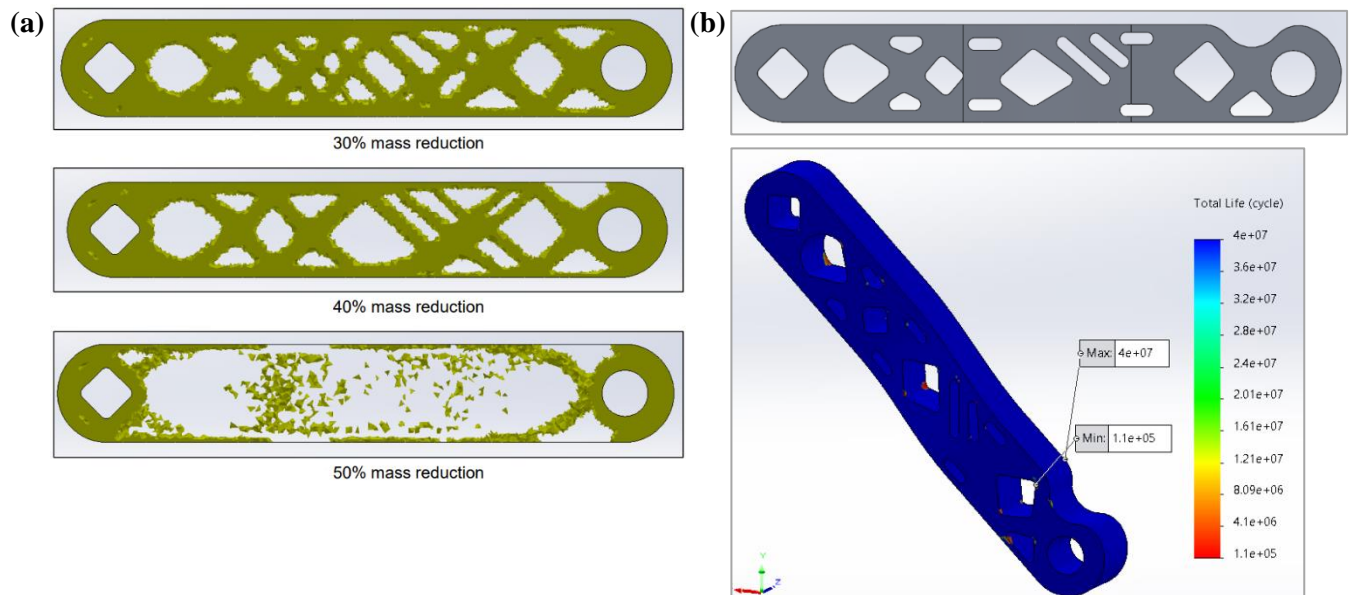 (a)
30% mass reduction
40% mass reduction
50% mass reduction
(b)
Total Life (cycle)
4e+07
3.6e+07
3.2e+07
2.8e+07
2.4e+07
2.01e+07
1.61e+07
1.21e+07
8.09e+06
4.1e+06
1.1e+05
Max: 4e+07
Min: 1.1e+05
Y
Z